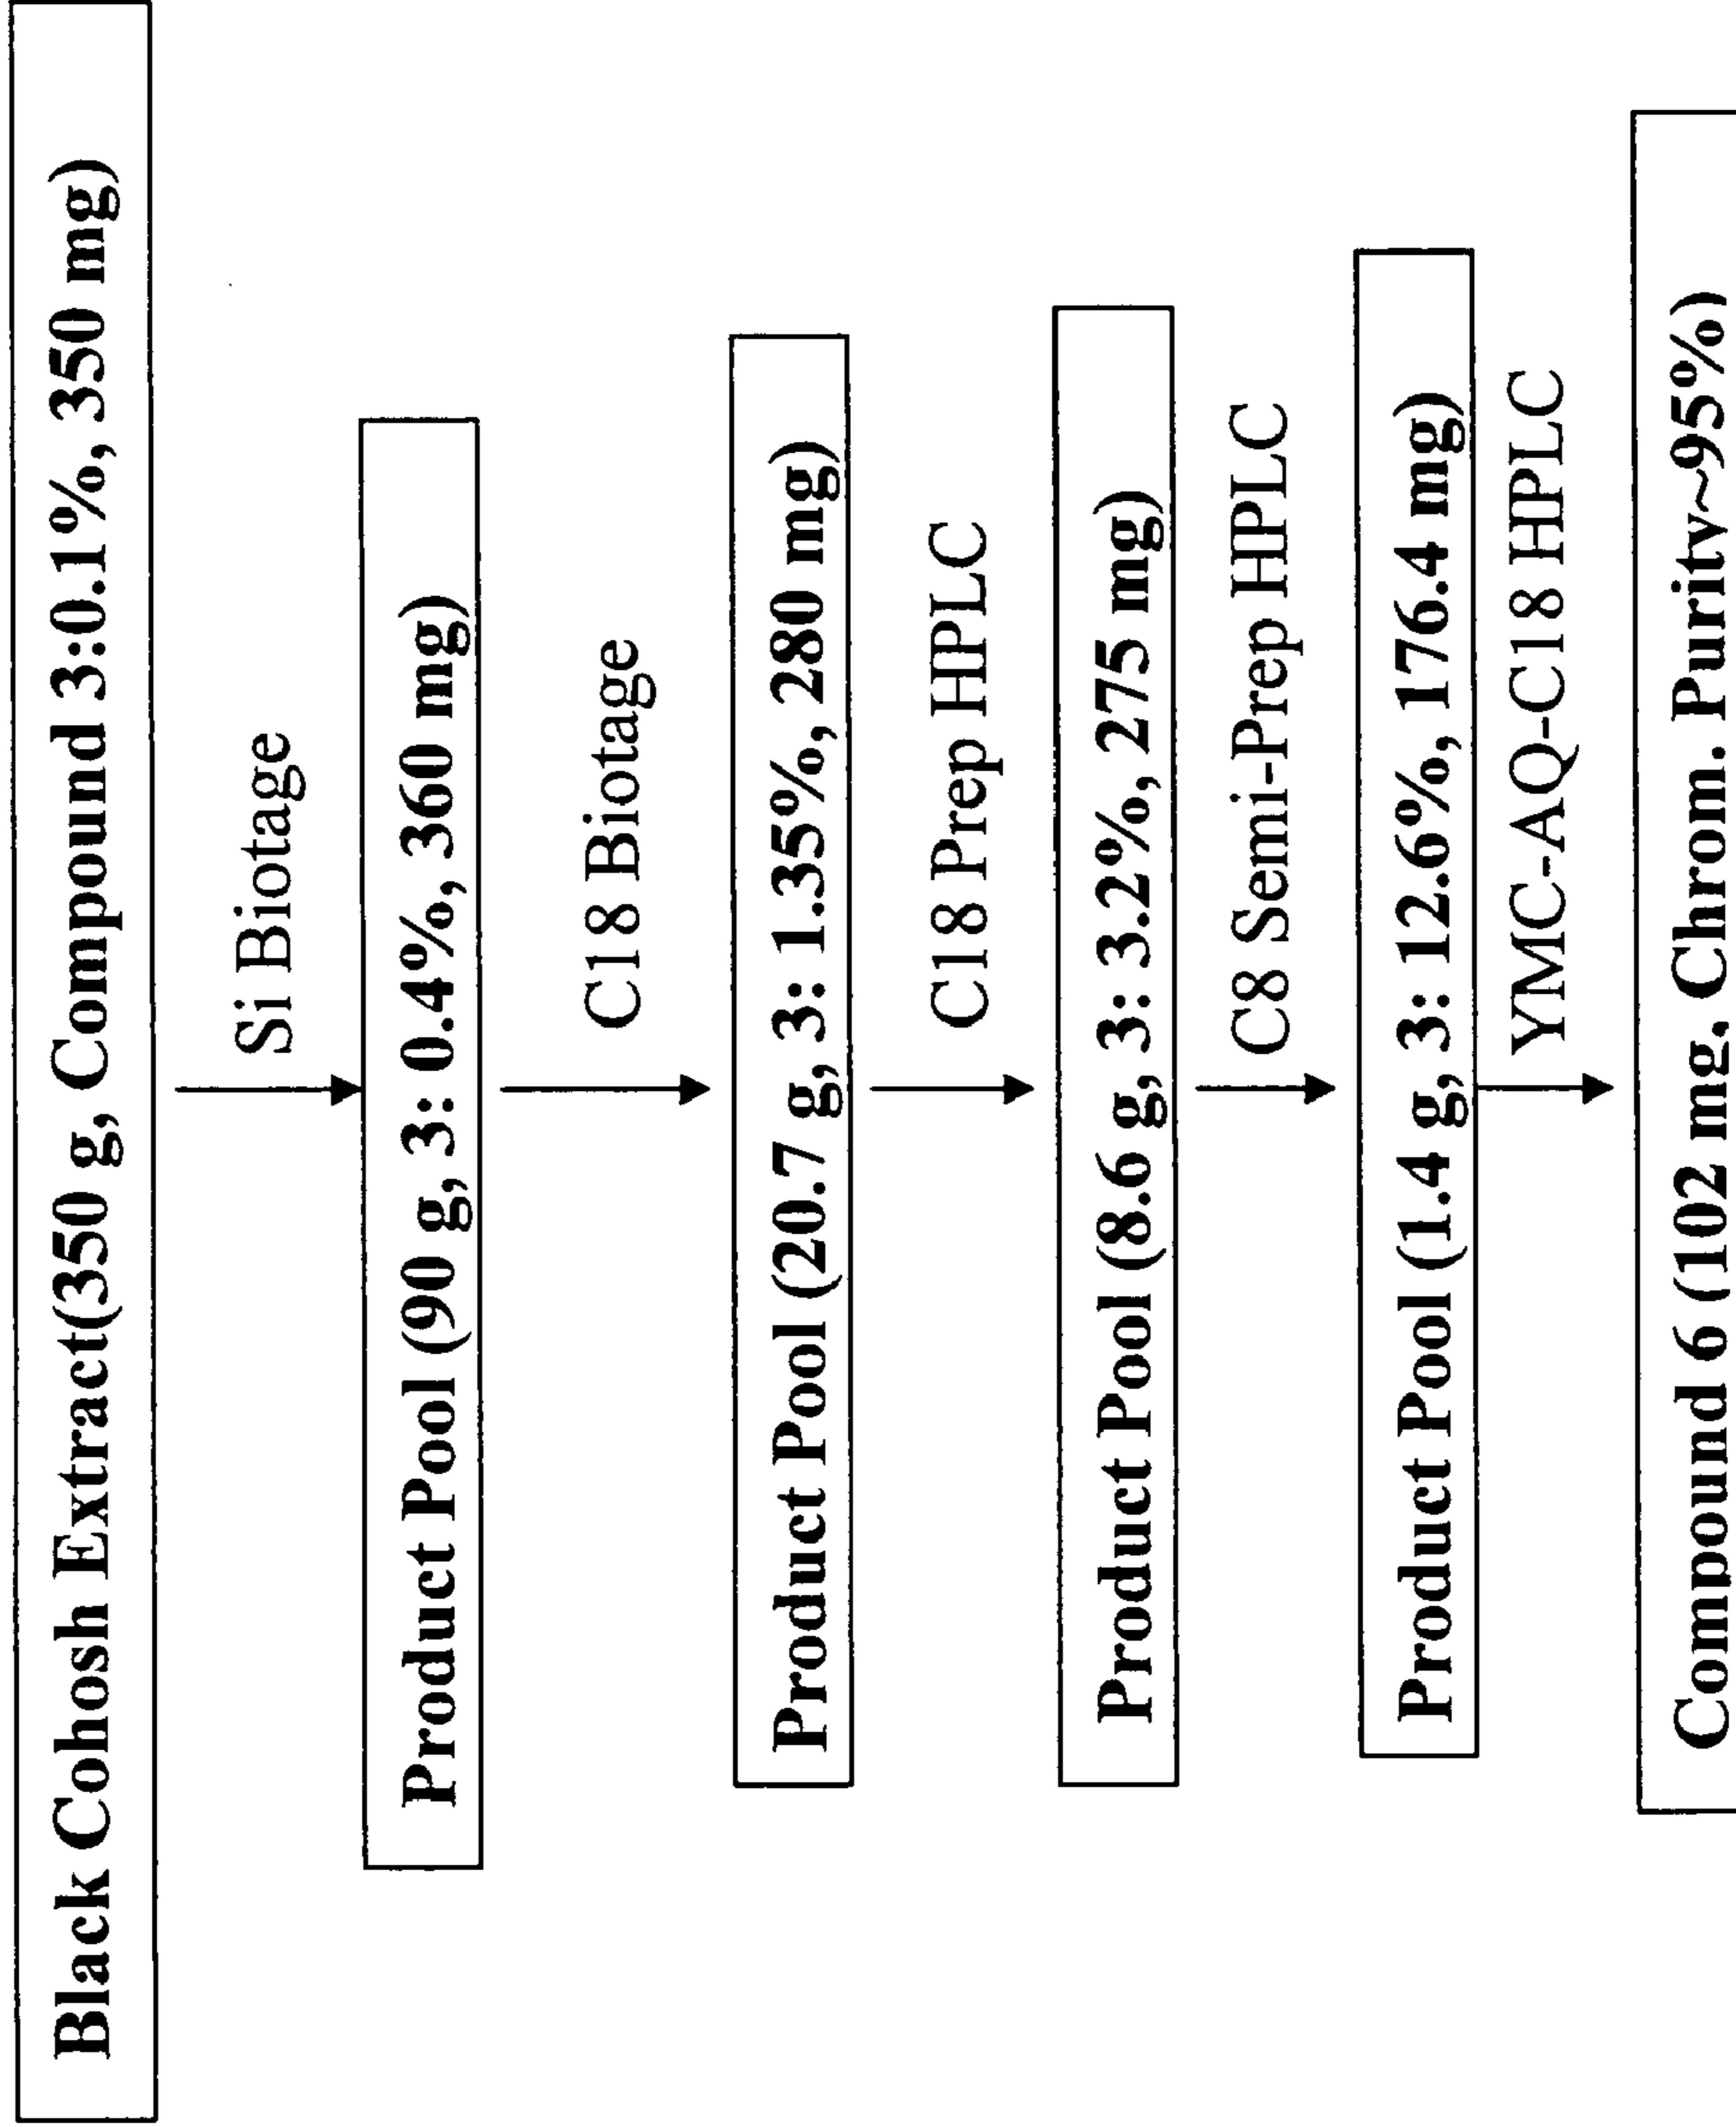 Black Cohosh Extract(350 g, Compound 3:0.1%, 350 mg)
Si Biotage
Product Pool (90 g, 3: 0.4%, 360 mg)
C18 Biotage
Product Pool (20.7 g, 3: 1.35%, 280 mg)
C18 Prep HPLC
Product Pool (8.6 g, 3: 3.2%, 275 mg)
C8 Semi-Prep HPLC
Product Pool (1.4 g, 3: 12.6%, 176.4 mg)
YMC-AQ-C18 HPLC
Compound 6 (102 mg, Chrom. Purity~95%)